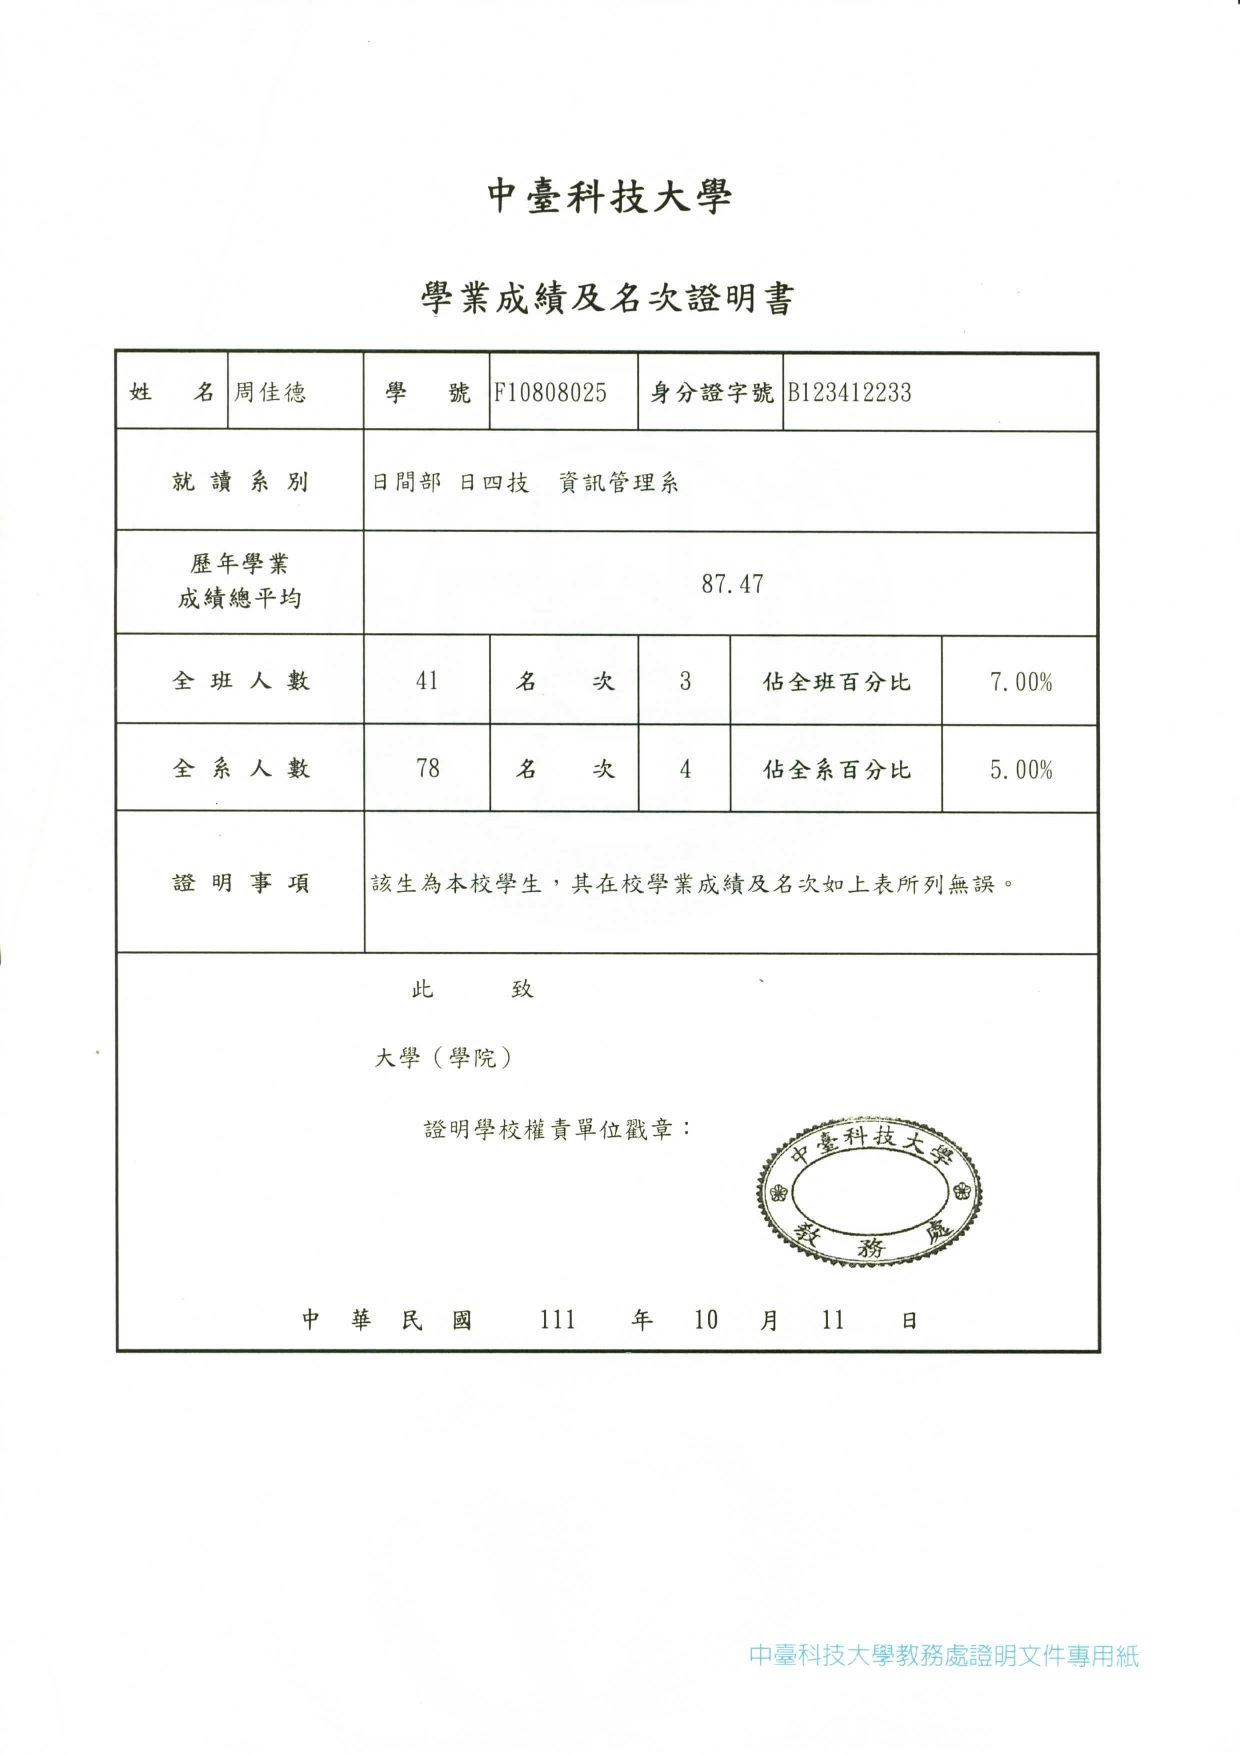 中臺科技大學
學業成績及名次證明書
姓 名 周佳德 學 號 F10808025 身分證字號 B123412233
就讀系別 日間部 日四技 資訊管理系
歷年學業
成績總平均 87.47
全班人數 41 名 次 3 佔全班百分比 7.00%
全系人數 78 名 次 4 佔全系百分比 5.00%
證明事項 該生為本校學生，其在校學業成績及名次如上表所列無誤。
此 致
大學（學院）
證明學校權責單位戳章：
中臺科技大學
教務處
中華民國 111 年 10 月 11 日
中臺科技大學教務處證明文件專用紙